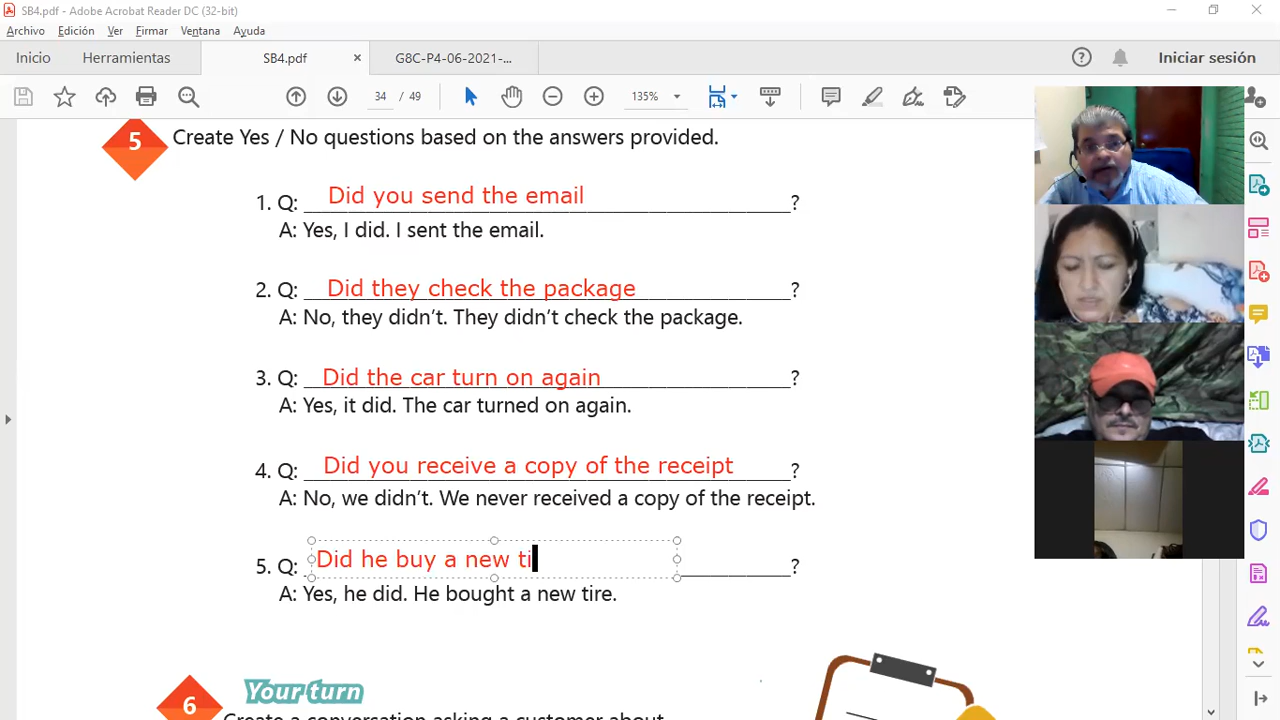 SB4.pdf - Adobe Acrobat Reader DC (32-bit)
Archivo Edición Ver Firmar Ventana Ayuda
Inicio Herramientas SB4.pdf × G8C-P4-06-2021-... Iniciar sesión
34 / 49 135%
5 Create Yes / No questions based on the answers provided.
1. Q: Did you send the email ?
A: Yes, I did. I sent the email.
2. Q: Did they check the package ?
A: No, they didn't. They didn't check the package.
3. Q: Did the car turn on again ?
A: Yes, it did. The car turned on again.
4. Q: Did you receive a copy of the receipt ?
A: No, we didn't. We never received a copy of the receipt.
5. Q: Did he buy a new ti ?
A: Yes, he did. He bought a new tire.
6 Your turn
Create a conversation asking a customer about